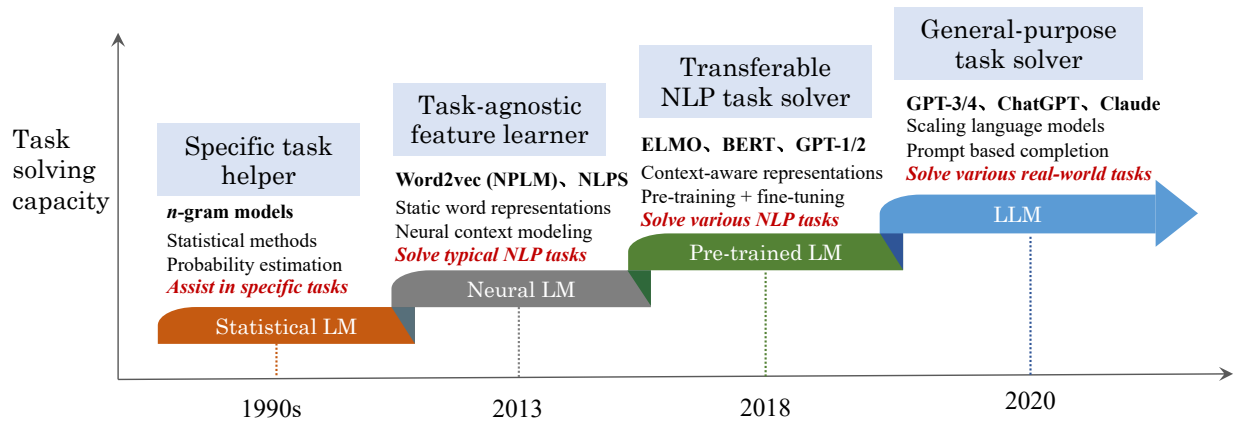 Task
solving
capacity
Specific task
helper
n-gram models
Statistical methods
Probability estimation
Assist in specific tasks
Statistical LM
1990s
Task-agnostic
feature learner
Word2vec (NPLM)、NLPS
Static word representations
Neural context modeling
Solve typical NLP tasks
Neural LM
2013
Transferable
NLP task solver
ELMO、BERT、GPT-1/2
Context-aware representations
Pre-training + fine-tuning
Solve various NLP tasks
Pre-trained LM
2018
General-purpose
task solver
GPT-3/4、ChatGPT、Claude
Scaling language models
Prompt based completion
Solve various real-world tasks
LLM
2020